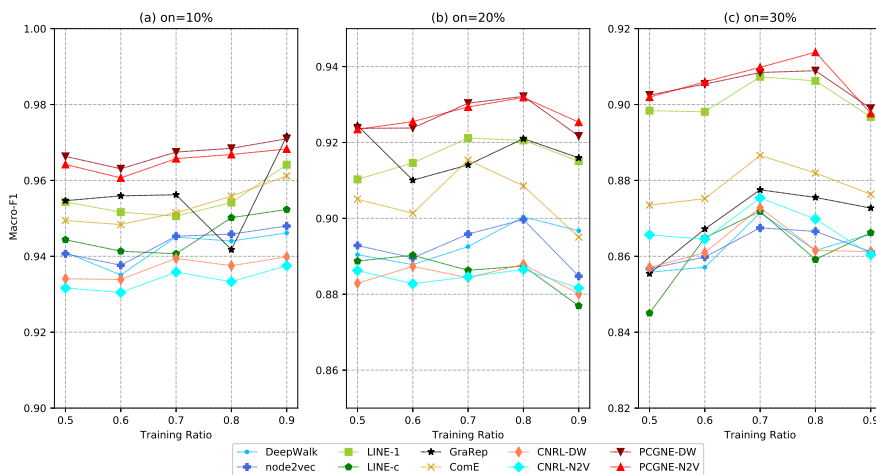 (a) on=10%
(b) on=20%
(c) on=30%
1.00
0.98
0.96
0.94
0.92
0.90
Macro-F1
0.5 0.6 0.7 0.8 0.9
Training Ratio
0.94
0.92
0.90
0.88
0.86
0.5 0.6 0.7 0.8 0.9
Training Ratio
0.92
0.90
0.88
0.86
0.84
0.82
0.5 0.6 0.7 0.8 0.9
Training Ratio
DeepWalk LINE-1 GraRep CNRL-DW PCGNE-DW
node2vec LINE-c ComE CNRL-N2V PCGNE-N2V